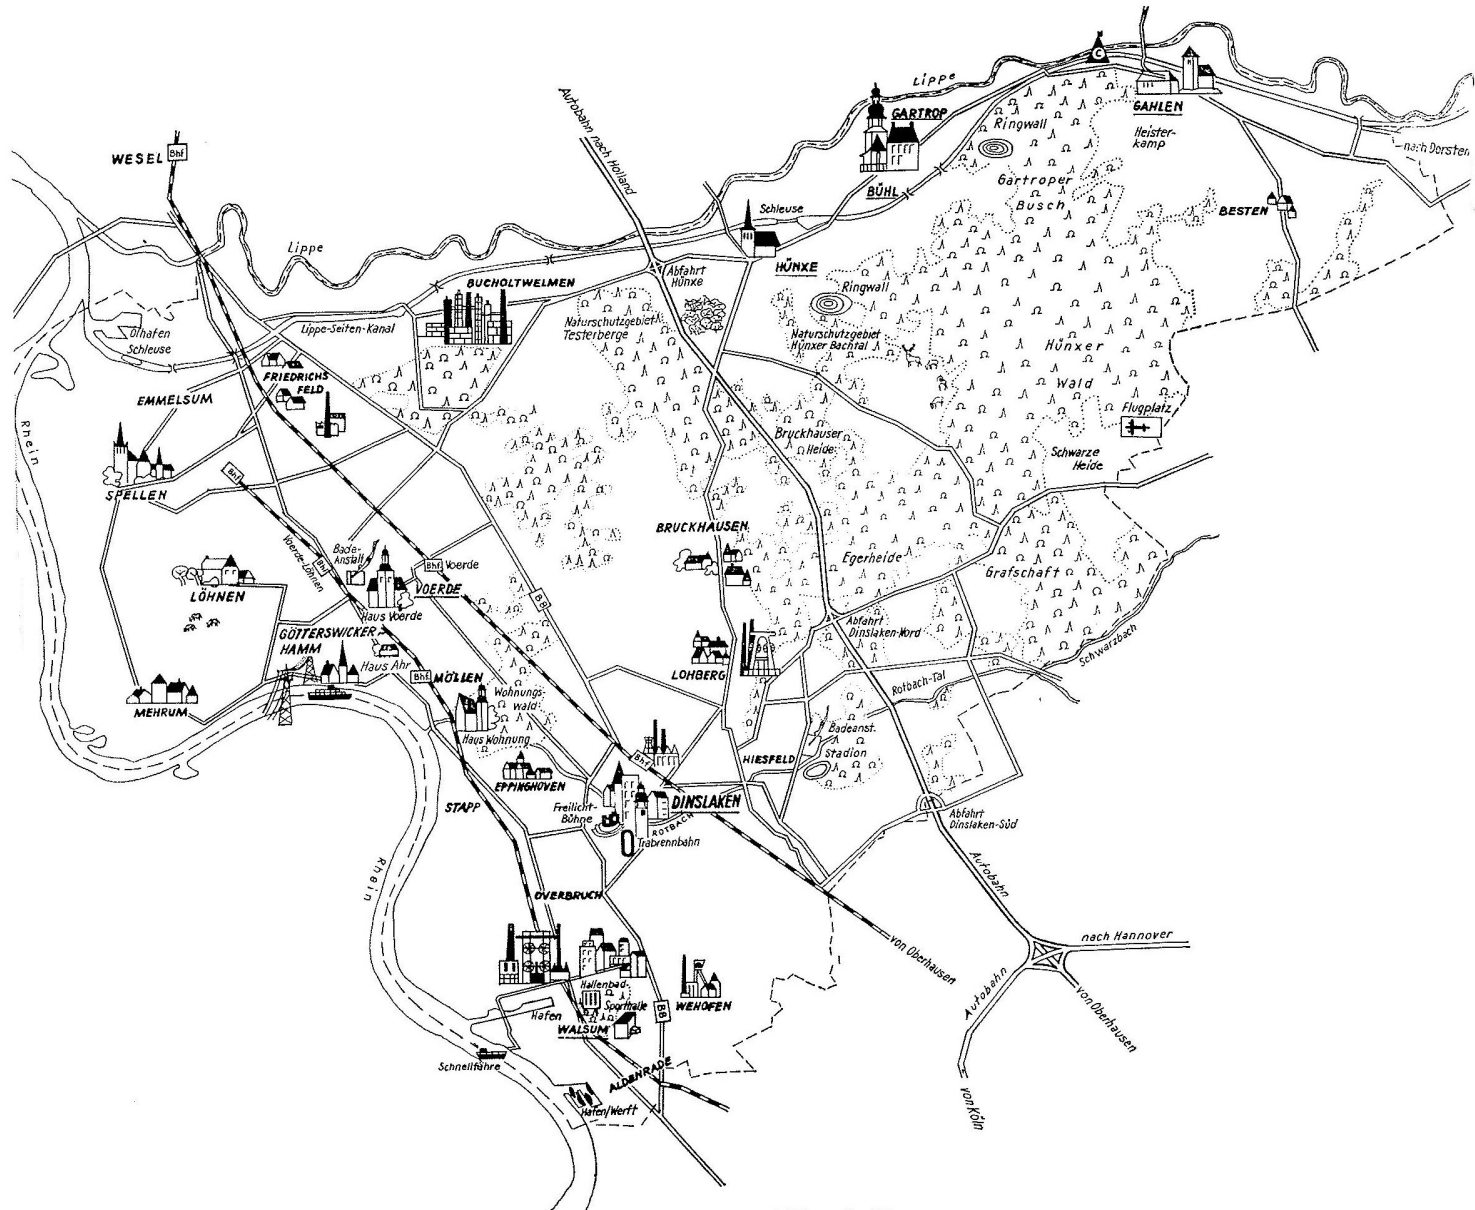 Lippe
C
GARTROP
GAHLEN
Ringwall
Heister-
kamp
nach Dorsten
Autobahn nach Holland
WESEL
Bhf
Gartroper
Busch
BÜHL
BESTEN
Schleuse
Lippe
HÜNXE
Abfahrt
Hünxe
BUCHOLTWELMEN
Ringwall
Lippe-Seiten-Kanal
Naturschutzgebiet
Testerberge
Naturschutzgebiet
Hünxer Bachtal
Hünxer
Wald
Ölhafen
Schleuse
FRIEDRICHS
FELD
EMMELSUM
Flugplatz
Rhein
Bruckhauser
Heide
Schwarze
Heide
SPELLEN
Bhf
BRUCKHAUSEN
Voerde-Löhnen
Bhf
Bade-
Anstalt
Bhf
Voerde
VOERDE
Haus Voerde
Egerheide
Grafschaft
LÖHNEN
BB
GÖTTERSWICKER
HAMM
Haus Ahr
Abfahrt
Dinslaken-Nord
Schwarzbach
LOHBERG
Bhf
MÖLLEN
Rotbach-Tal
MEHRUM
Wohnungs
wald
Haus Wohnung
Badeanst.
Stadion
HIESFELD
EPPINGHOVEN
Bhf
STAPP
Freilicht-
Bühne
DINSLAKEN
ROTBACH
Trabrennbahn
Abfahrt
Dinslaken-Süd
Rhein
Autobahn
OVERBRUCH
von Oberhausen
nach Hannover
Autobahn
von Oberhausen
Hallenbad
Sporthalle
WEHOFEN
Hafen
BB
WALSUM
Schnellfähre
ALDENRADE
Hafen/Werft
von Köln